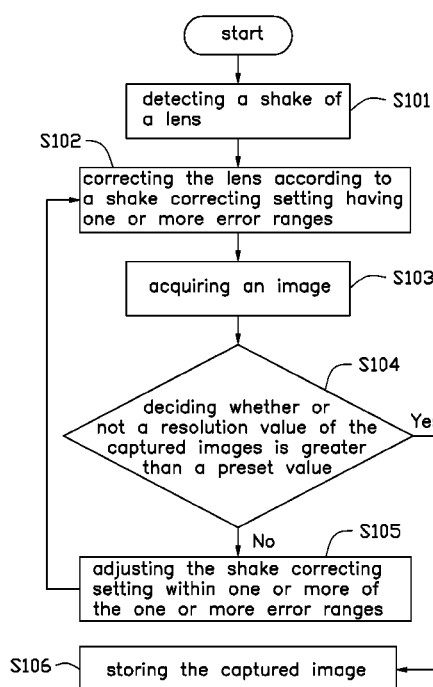 start
detecting a shake of
a lens
S101
S102
correcting the lens according to
a shake correcting setting having
one or more error ranges
S103
acquiring an image
S104
deciding whether or
not a resolution value of the
captured images is greater
than a preset value
Yes
No
S105
adjusting the shake correcting
setting within one or more of
the one or more error ranges
S106
storing the captured image